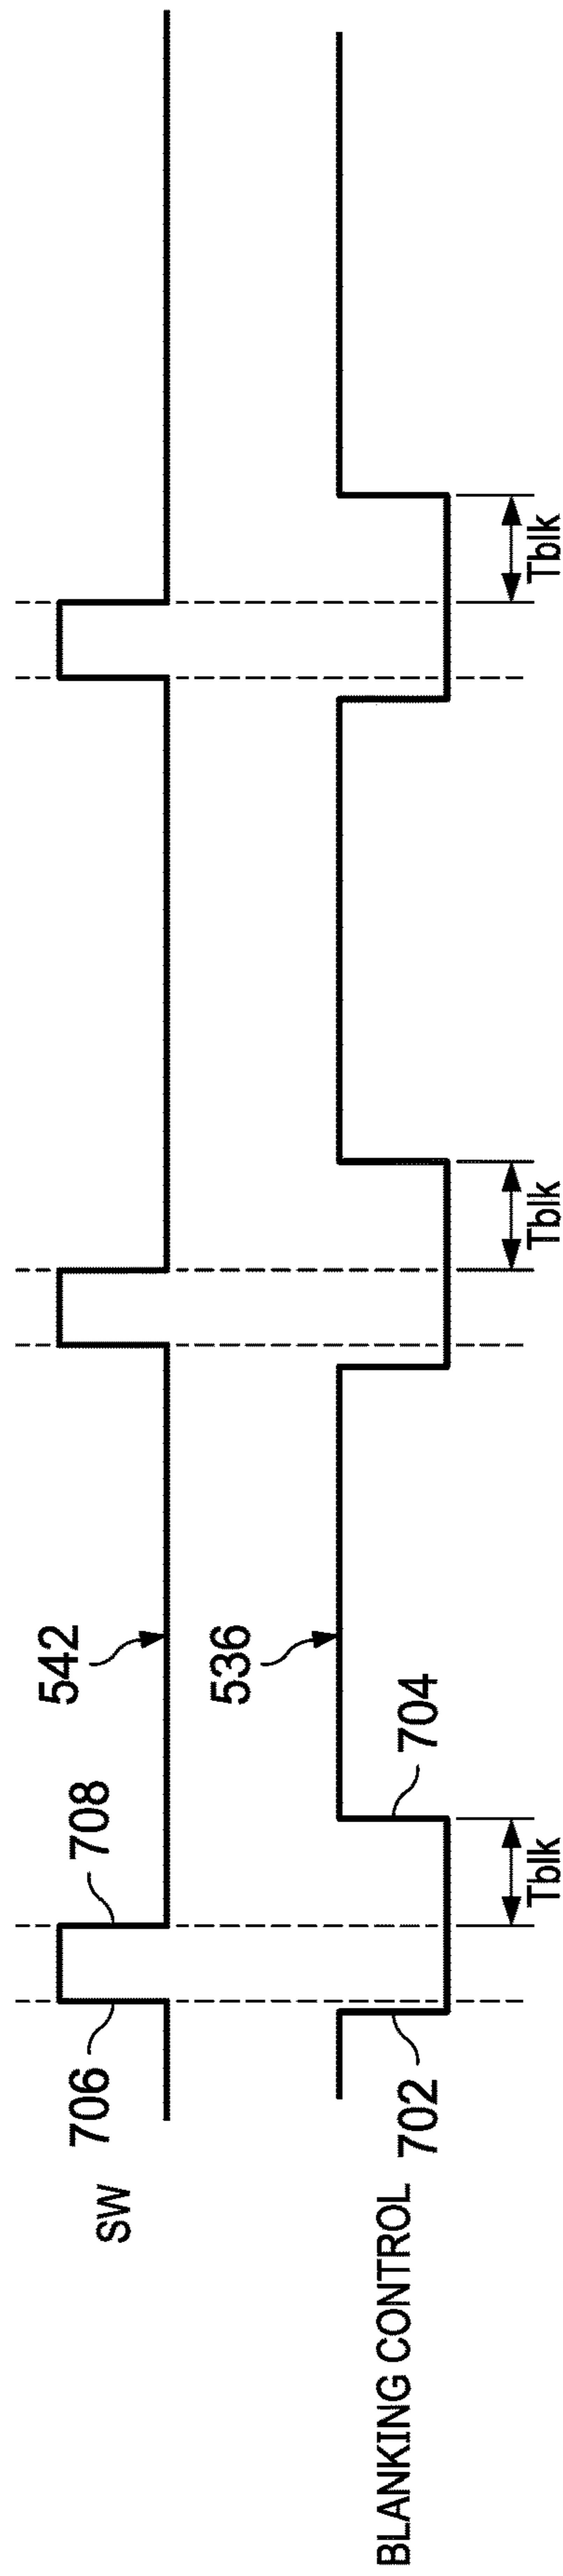 SW
706
708
542
BLANKING CONTROL
702
704
536
Tblk
Tblk
Tblk